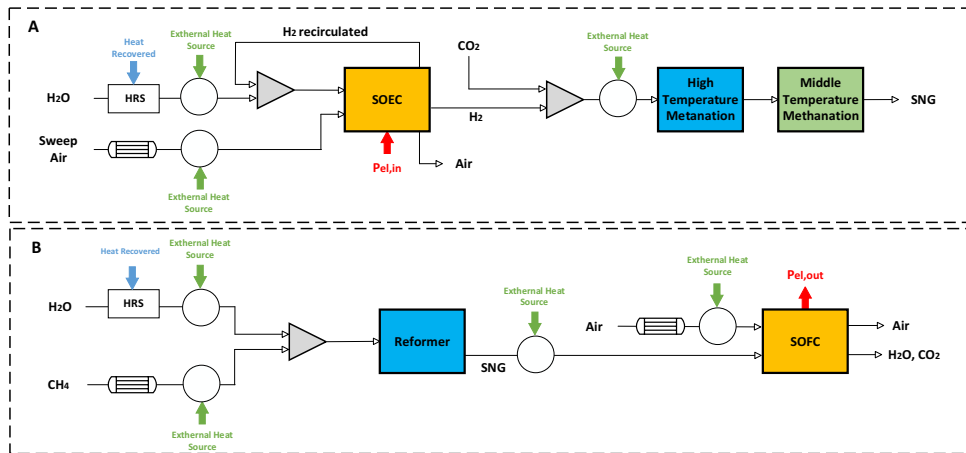 A
Heat
Recovered
Exthernal Heat
Source
H2 recirculated
H2O
HRS
SOEC
CO2
Exthernal Heat
Source
High
Temperature
Metanation
Middle
Temperature
Methanation
SNG
H2
Sweep
Air
Pel,in
Air
Exthernal Heat
Source
B
Heat Recovered
Exthernal Heat
Source
H2O
HRS
Reformer
SNG
Exthernal Heat
Source
Exthernal Heat
Source
Pel,out
Air
SOFC
Air
H2O, CO2
CH4
Exthernal Heat
Source